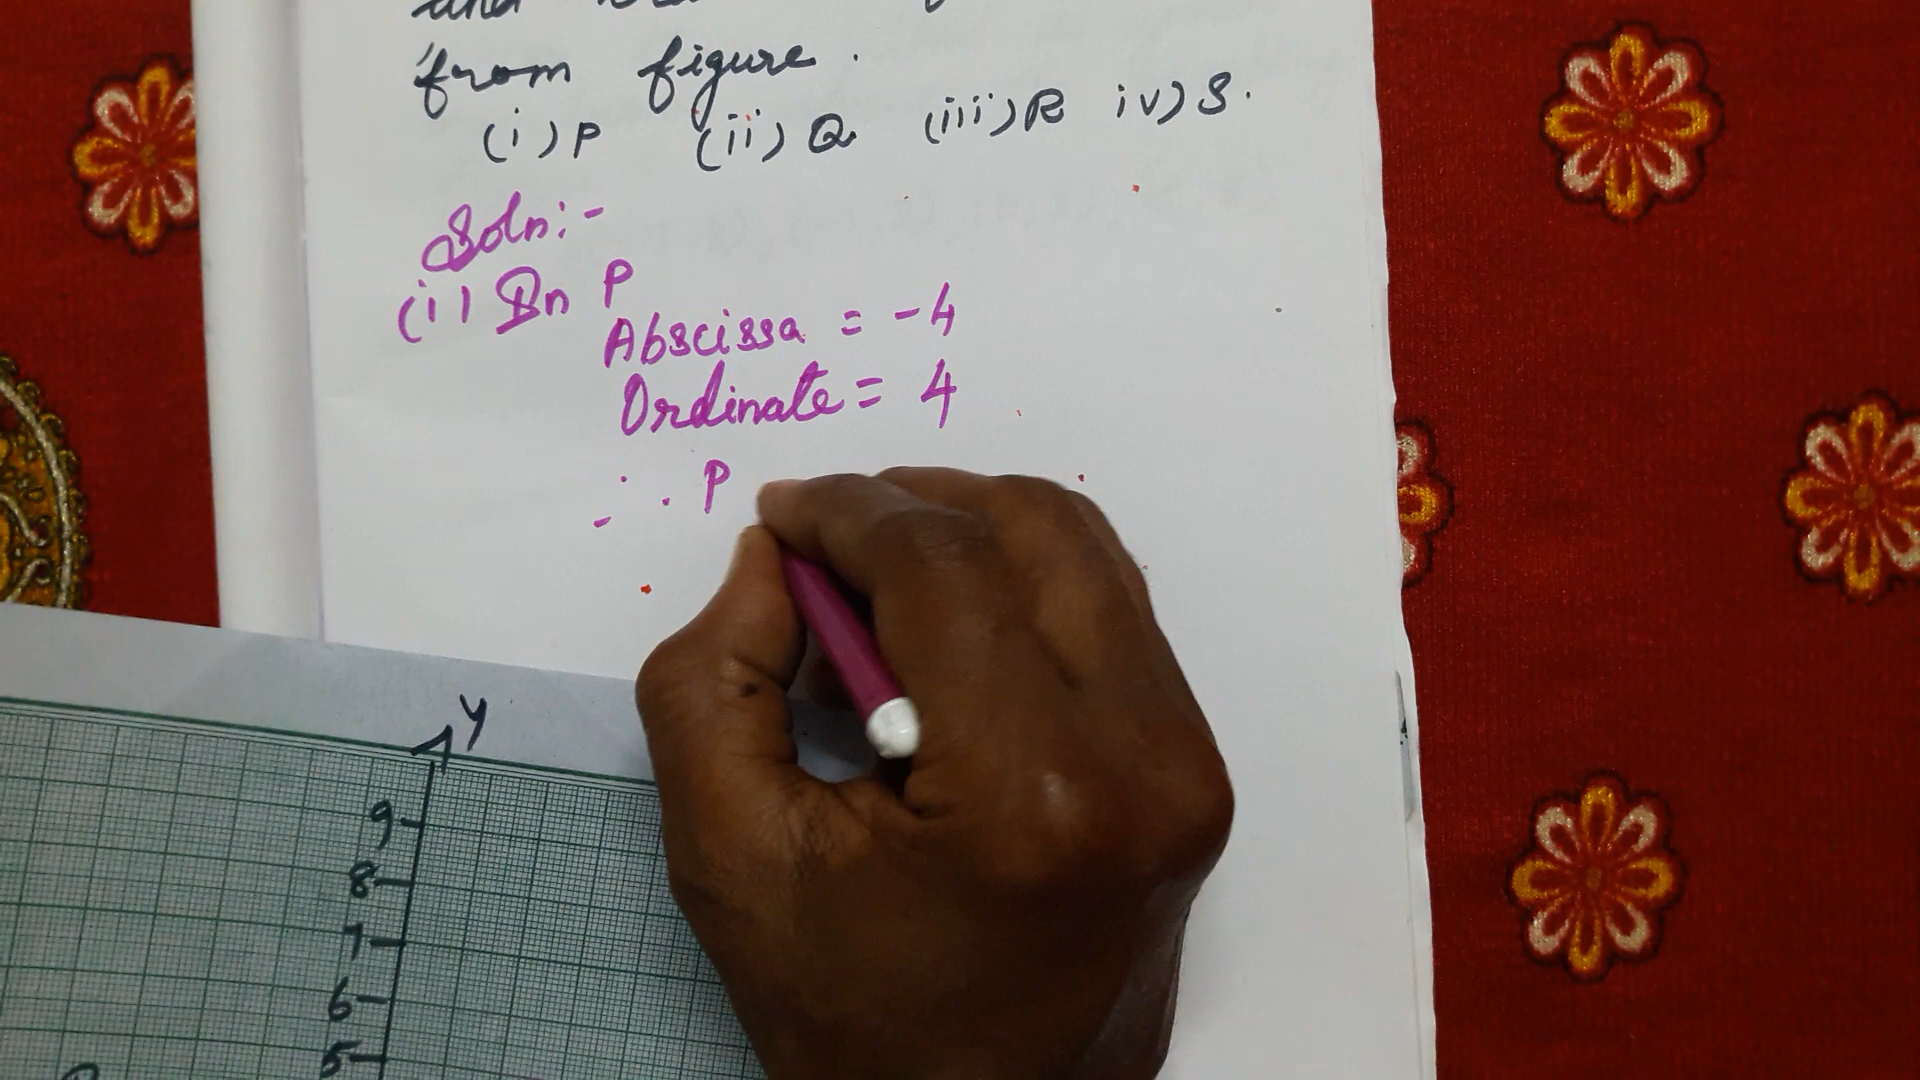 from figure.
(i) P (ii) Q (iii) R iv) S.
Soln:-
(i) In P
Abscissa = -4
Ordinate = 4
∴ P
Y
9
8
7
6
5